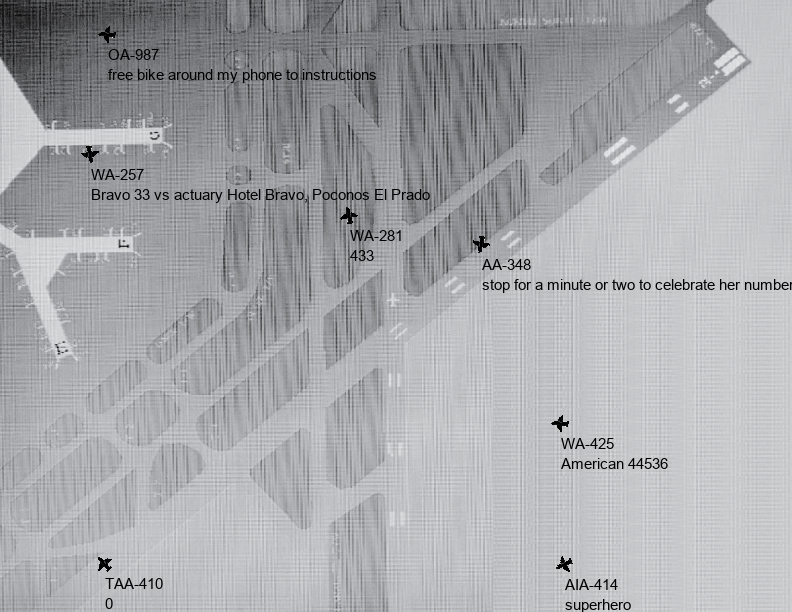 OA-987
free bike around my phone to instructions
WA-257
Bravo 33 vs actuary Hotel Bravo, Poconos El Prado
WA-281
433
AA-348
stop for a minute or two to celebrate her number
WA-425
American 44536
TAA-410
0
AIA-414
superhero